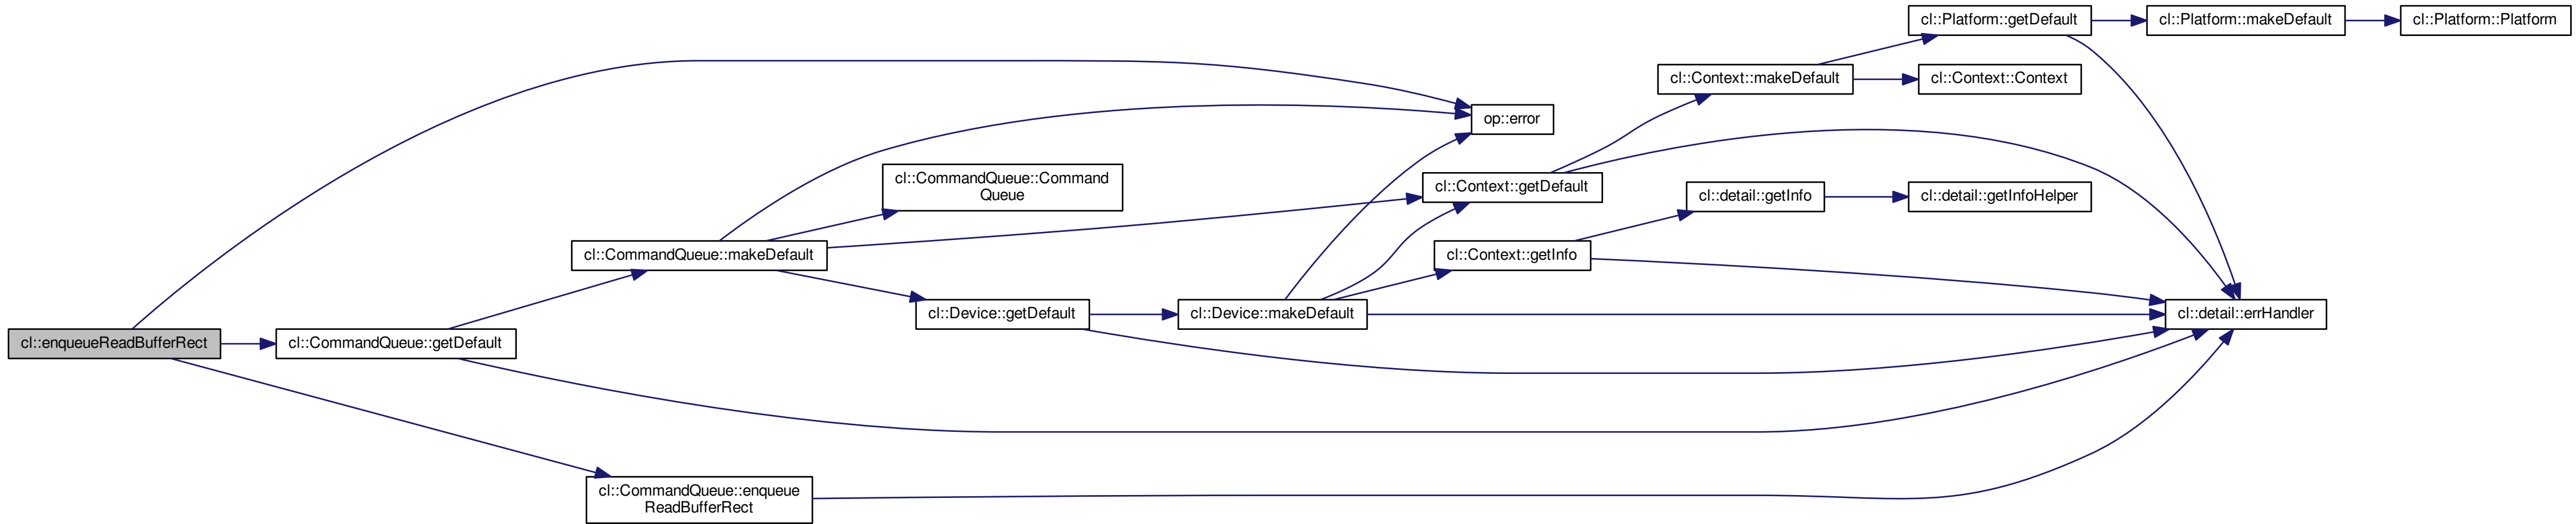 cl::Platform::getDefault
cl::Platform::makeDefault
cl::Platform::Platform
cl::Context::makeDefault
cl::Context::Context
op::error
cl::CommandQueue::Command
Queue
cl::Context::getDefault
cl::detail::getInfo
cl::detail::getInfoHelper
cl::CommandQueue::makeDefault
cl::Context::getInfo
cl::Device::getDefault
cl::Device::makeDefault
cl::detail::errHandler
cl::enqueueReadBufferRect
cl::CommandQueue::getDefault
cl::CommandQueue::enqueue
ReadBufferRect